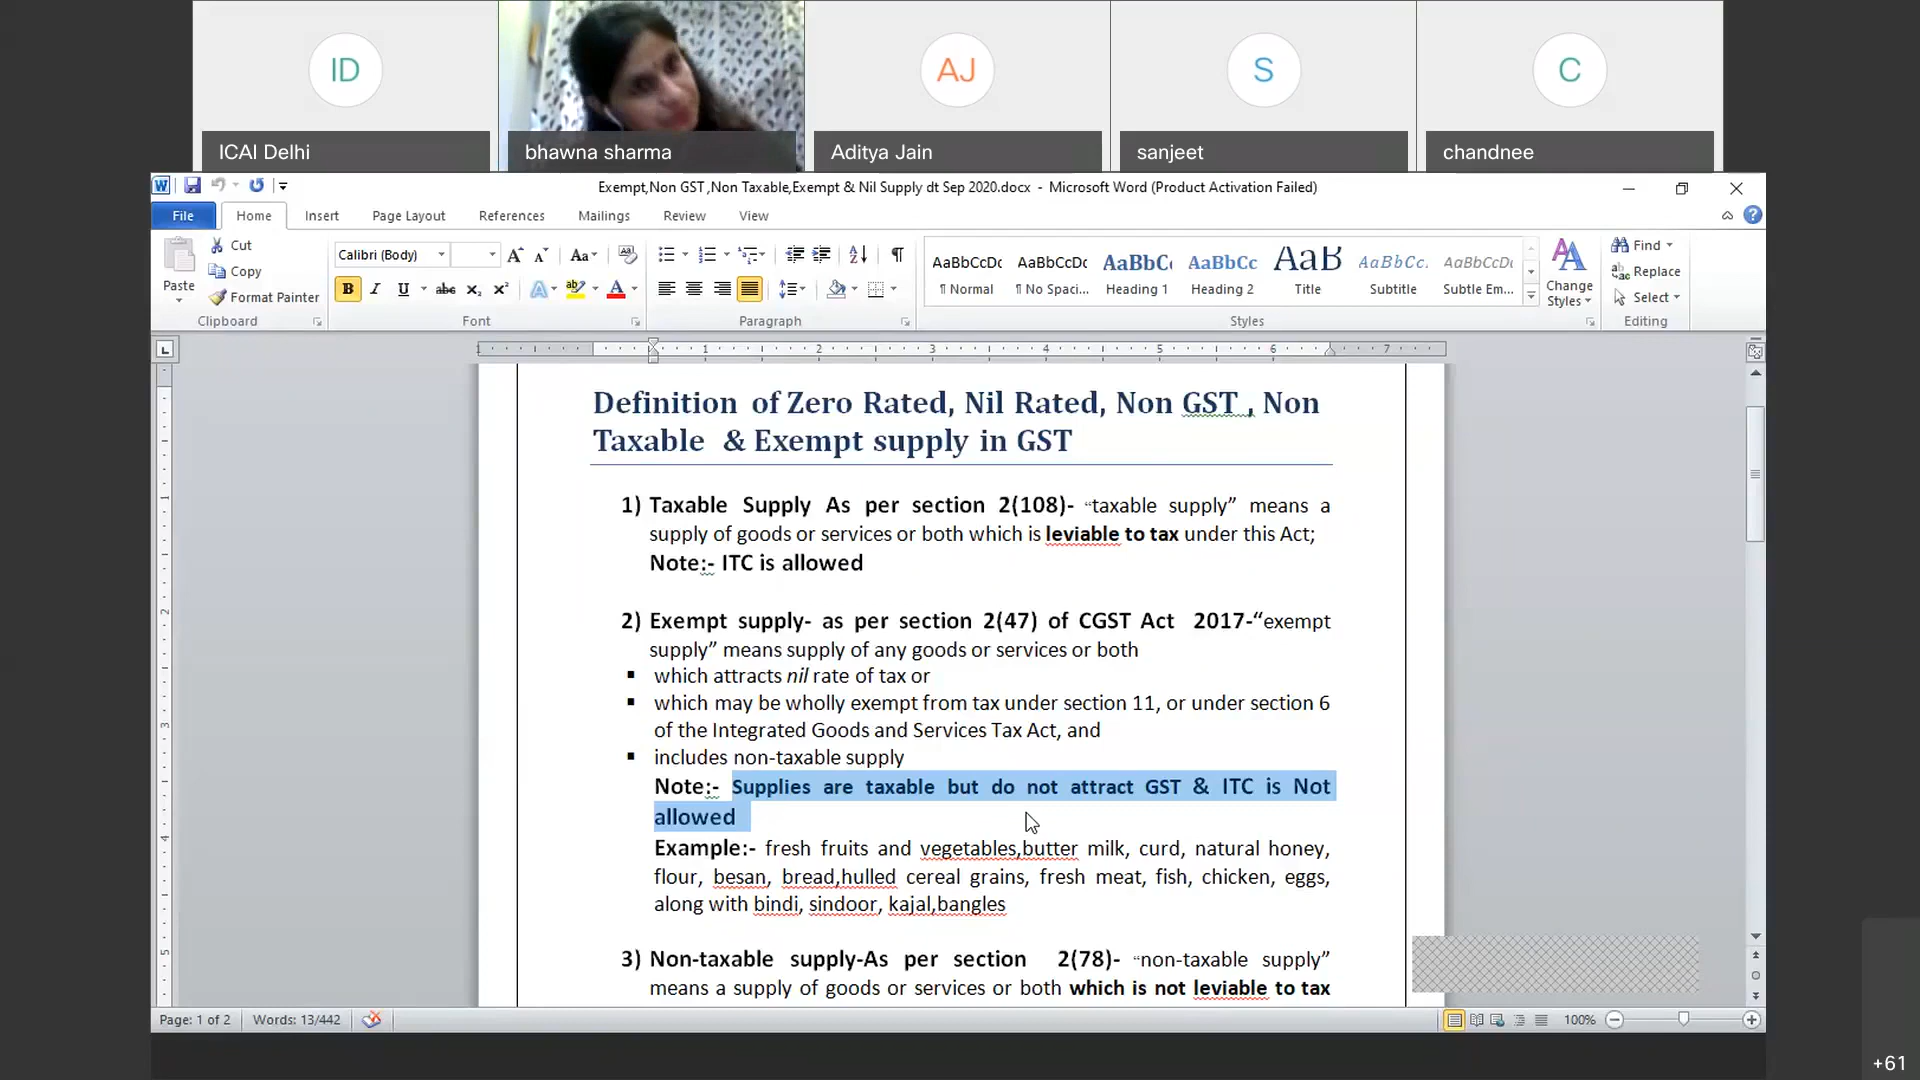 ID
AJ
S
C
ICAI Delhi
bhawna sharma
Aditya Jain
sanjeet
chandnee
Exempt,Non GST ,Non Taxable,Exempt & Nil Supply dt Sep 2020.docx - Microsoft Word (Product Activation Failed)
File Home Insert Page Layout References Mailings Review View
Paste
Cut
Copy
Format Painter
Clipboard
Calibri (Body)
Font
Paragraph
AaBbCcDc AaBbCcDc AaBbC AaBbCc AaB AaBbCc. AaBbCcDc
¶ Normal ¶ No Spaci... Heading 1 Heading 2 Title Subtitle Subtle Em...
Styles
Change Styles
Find
Replace
Select
Editing
1 1 2 3 4 5 6 7
Definition of Zero Rated, Nil Rated, Non GST , Non
Taxable & Exempt supply in GST
1) Taxable Supply As per section 2(108)- “taxable supply” means a
supply of goods or services or both which is leviable to tax under this Act;
Note:- ITC is allowed
2) Exempt supply- as per section 2(47) of CGST Act 2017-“exempt
supply” means supply of any goods or services or both
▪ which attracts nil rate of tax or
▪ which may be wholly exempt from tax under section 11, or under section 6
of the Integrated Goods and Services Tax Act, and
▪ includes non-taxable supply
Note:- Supplies are taxable but do not attract GST & ITC is Not
allowed
Example:- fresh fruits and vegetables,butter milk, curd, natural honey,
flour, besan, bread,hulled cereal grains, fresh meat, fish, chicken, eggs,
along with bindi, sindoor, kajal,bangles
3) Non-taxable supply-As per section 2(78)- “non-taxable supply”
means a supply of goods or services or both which is not leviable to tax
Page: 1 of 2 Words: 13/442 100%
+61